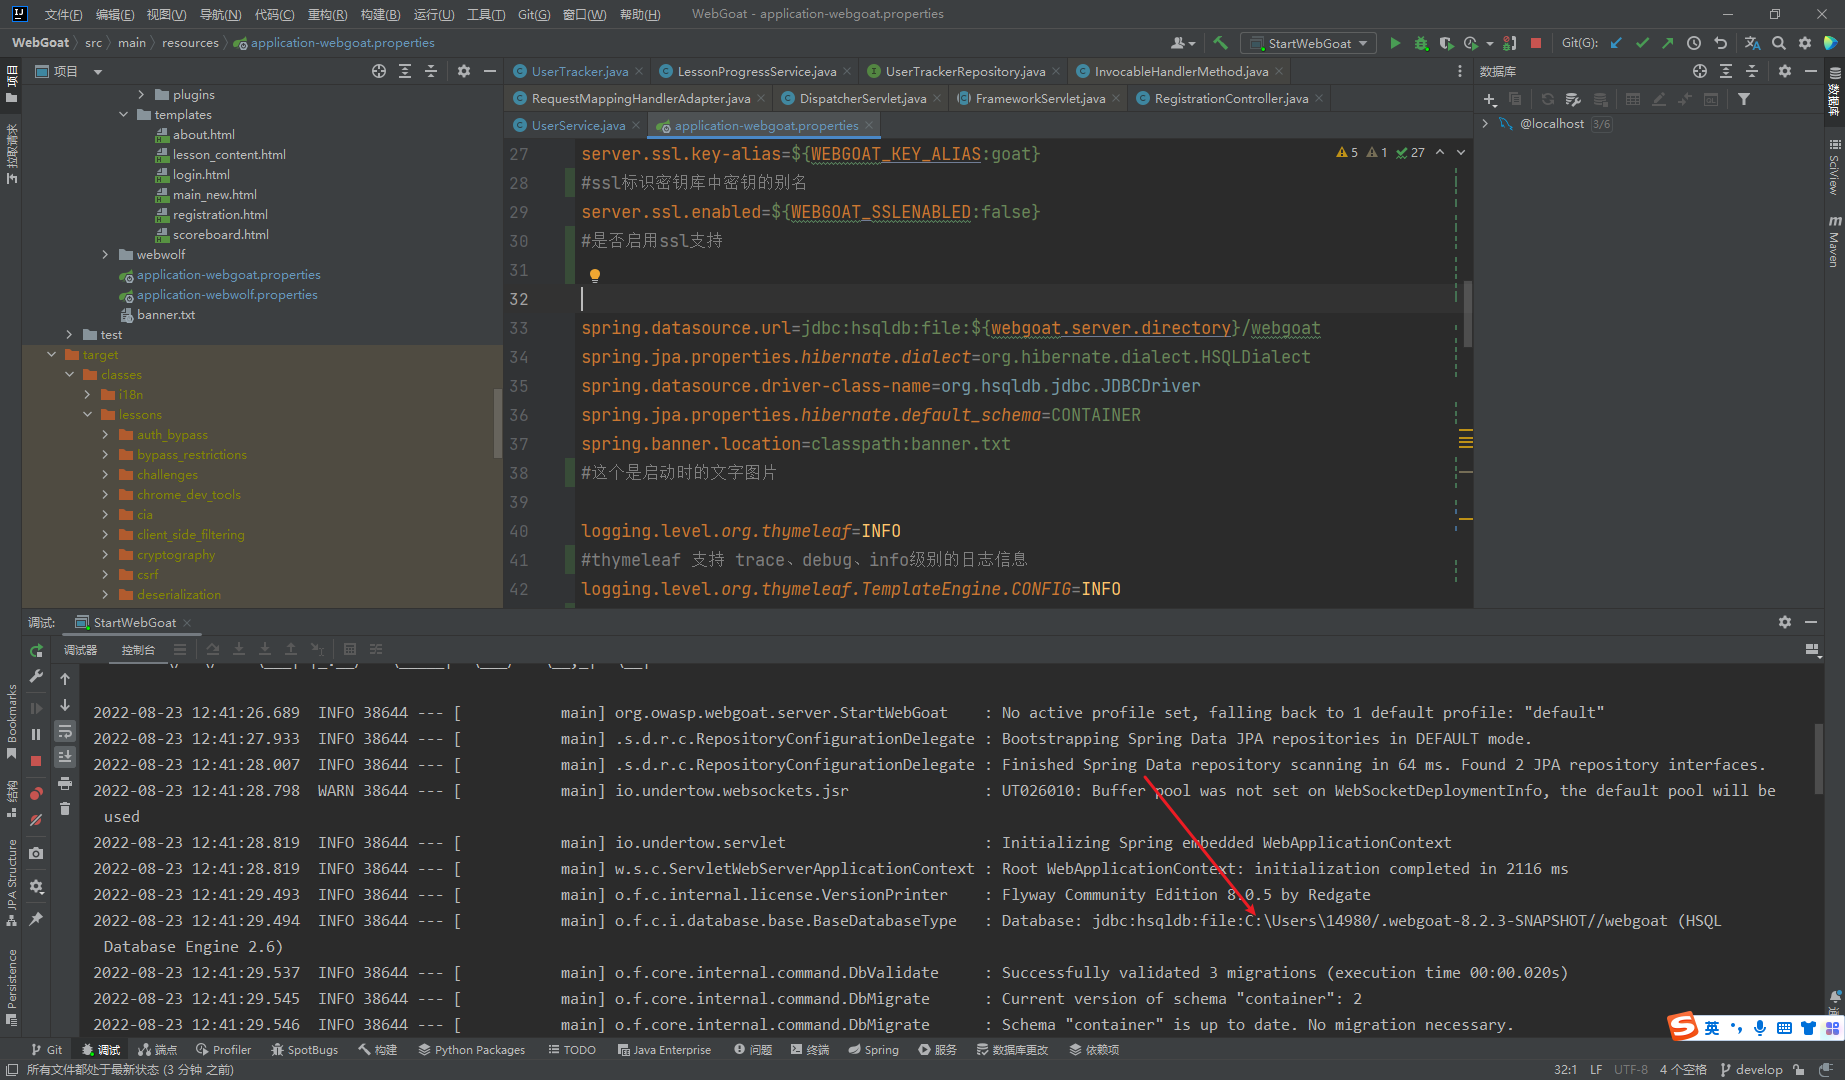 文件(F) 编辑(E) 视图(V) 导航(N) 代码(C) 重构(R) 构建(B) 运行(U) 工具(T) Git(G) 窗口(W) 帮助(H) WebGoat - application-webgoat.properties
WebGoat src main resources application-webgoat.properties StartWebGoat Git(G):
项目
UserTracker.java LessonProgressService.java UserTrackerRepository.java InvocableHandlerMethod.java
RequestMappingHandlerAdapter.java DispatcherServlet.java FrameworkServlet.java RegistrationController.java
UserService.java application-webgoat.properties
数据库
@localhost 3/6
项目
拉取请求
Bookmarks
结构
JPA Structure
Persistence
数据库
SciView
Maven
plugins
templates
about.html
lesson_content.html
login.html
main_new.html
registration.html
scoreboard.html
webwolf
application-webgoat.properties
application-webwolf.properties
banner.txt
test
target
classes
i18n
lessons
auth_bypass
bypass_restrictions
challenges
chrome_dev_tools
cia
client_side_filtering
cryptography
csrf
deserialization
5 1 27
27 server.ssl.key-alias=${WEBGOAT_KEY_ALIAS:goat}
28 #ssl标识密钥库中密钥的别名
29 server.ssl.enabled=${WEBGOAT_SSLENABLED:false}
30 #是否启用ssl支持
31
32
33 spring.datasource.url=jdbc:hsqldb:file:${webgoat.server.directory}/webgoat
34 spring.jpa.properties.hibernate.dialect=org.hibernate.dialect.HSQLDialect
35 spring.datasource.driver-class-name=org.hsqldb.jdbc.JDBCDriver
36 spring.jpa.properties.hibernate.default_schema=CONTAINER
37 spring.banner.location=classpath:banner.txt
38 #这个是启动时的文字图片
39
40 logging.level.org.thymeleaf=INFO
41 #thymeleaf 支持 trace、debug、info级别的日志信息
42 logging.level.org.thymeleaf.TemplateEngine.CONFIG=INFO
调试: StartWebGoat
调试器 控制台
2022-08-23 12:41:26.689 INFO 38644 --- [ main] org.owasp.webgoat.server.StartWebGoat : No active profile set, falling back to 1 default profile: "default"
2022-08-23 12:41:27.933 INFO 38644 --- [ main] .s.d.r.c.RepositoryConfigurationDelegate : Bootstrapping Spring Data JPA repositories in DEFAULT mode.
2022-08-23 12:41:28.007 INFO 38644 --- [ main] .s.d.r.c.RepositoryConfigurationDelegate : Finished Spring Data repository scanning in 64 ms. Found 2 JPA repository interfaces.
2022-08-23 12:41:28.798 WARN 38644 --- [ main] io.undertow.websockets.jsr : UT026010: Buffer pool was not set on WebSocketDeploymentInfo, the default pool will be
used
2022-08-23 12:41:28.819 INFO 38644 --- [ main] io.undertow.servlet : Initializing Spring embedded WebApplicationContext
2022-08-23 12:41:28.819 INFO 38644 --- [ main] w.s.c.ServletWebServerApplicationContext : Root WebApplicationContext: initialization completed in 2116 ms
2022-08-23 12:41:29.493 INFO 38644 --- [ main] o.f.c.internal.license.VersionPrinter : Flyway Community Edition 8.0.5 by Redgate
2022-08-23 12:41:29.494 INFO 38644 --- [ main] o.f.c.i.database.base.BaseDatabaseType : Database: jdbc:hsqldb:file:C:\Users\14980/.webgoat-8.2.3-SNAPSHOT//webgoat (HSQL
Database Engine 2.6)
2022-08-23 12:41:29.537 INFO 38644 --- [ main] o.f.core.internal.command.DbValidate : Successfully validated 3 migrations (execution time 00:00.020s)
2022-08-23 12:41:29.545 INFO 38644 --- [ main] o.f.core.internal.command.DbMigrate : Current version of schema "container": 2
2022-08-23 12:41:29.546 INFO 38644 --- [ main] o.f.core.internal.command.DbMigrate : Schema "container" is up to date. No migration necessary.
英
Git 调试 端点 Profiler SpotBugs 构建 Python Packages TODO Java Enterprise 问题 终端 Spring 服务 数据库更改 依赖项
所有文件都处于最新状态 (3 分钟 之前) 32:1 LF UTF-8 4 个空格 develop